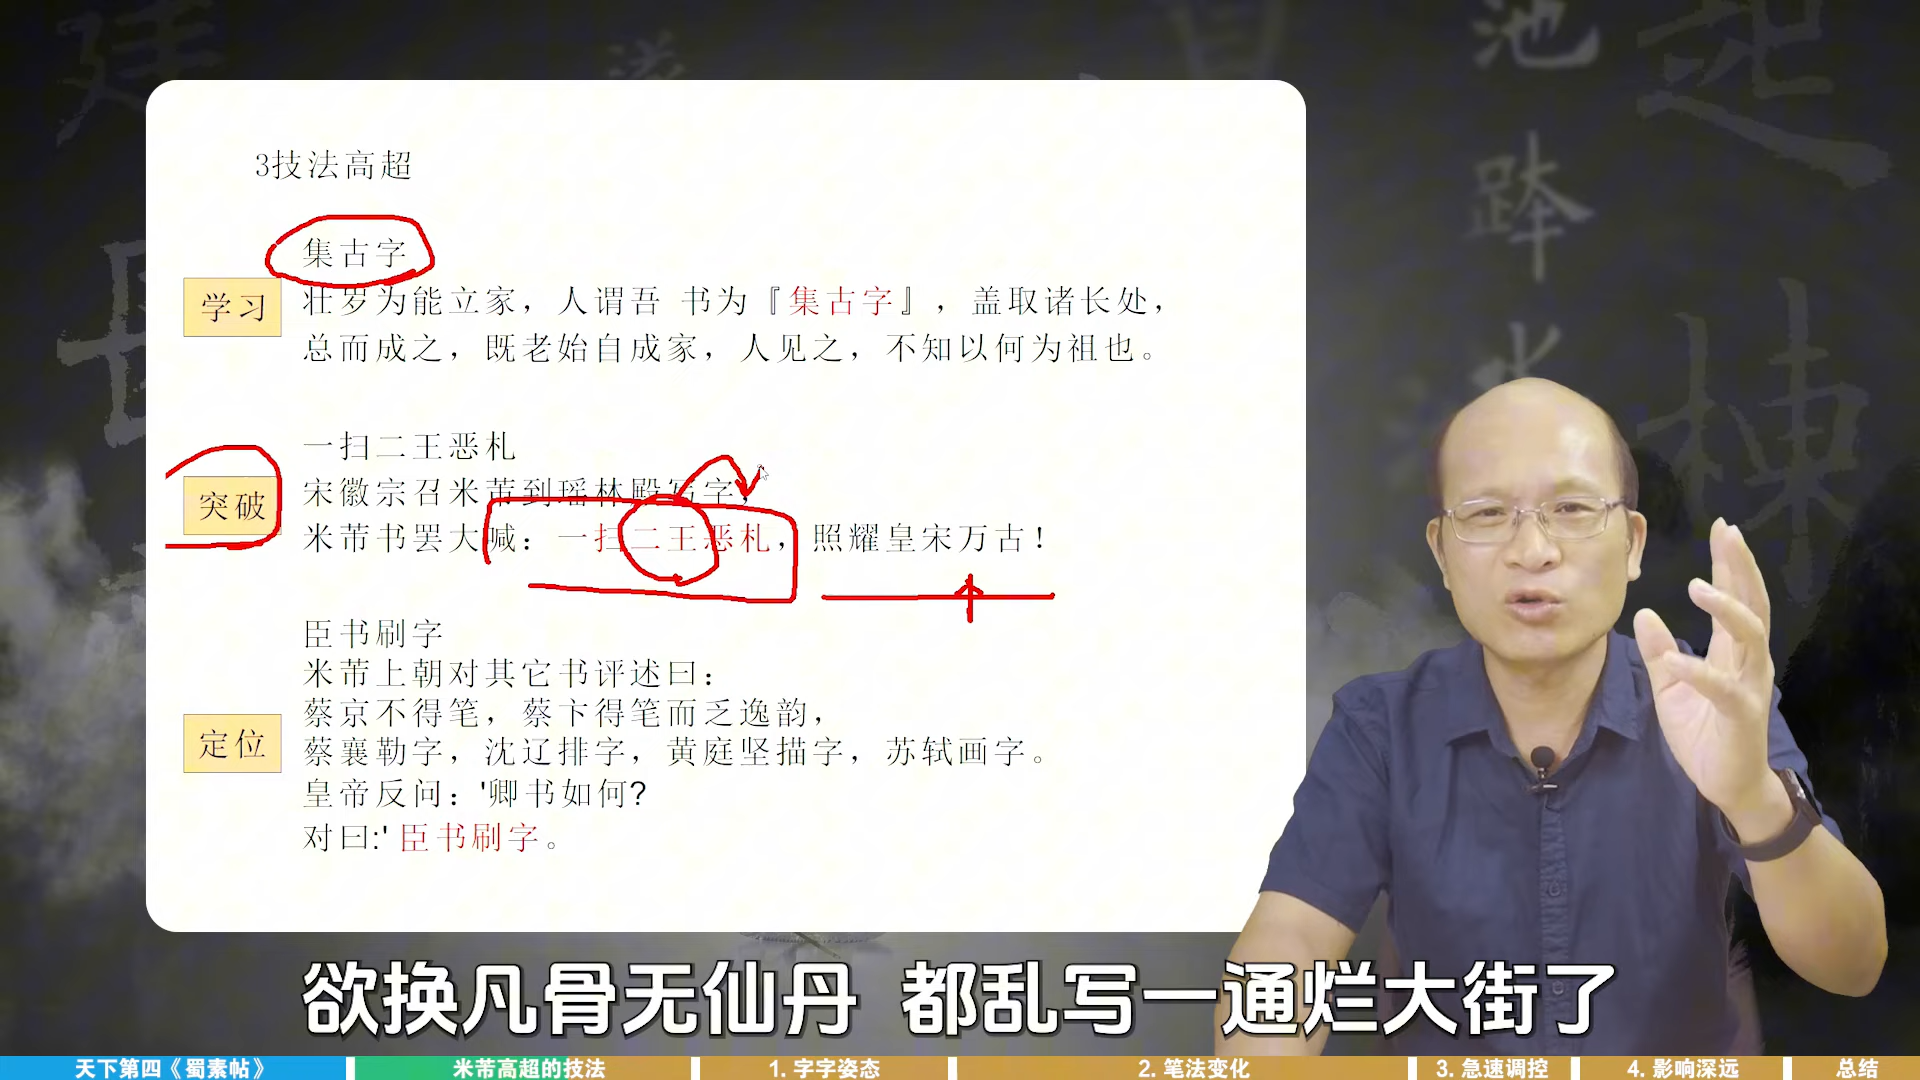 3技法高超
集古字
学习
壮岁为能立家，人谓吾 书为『集古字』，盖取诸长处，
总而成之，既老始自成家，人见之，不知以何为祖也。
一扫二王恶札
突破
宋徽宗召米芾到瑶林殿写字，
米芾书罢大喊：一扫二王恶札，照耀皇宋万古！
臣书刷字
米芾上朝对其它书评述曰：
蔡京不得笔，蔡卞得笔而乏逸韵，
定位
蔡襄勒字，沈辽排字，黄庭坚描字，苏轼画字。
皇帝反问：'卿书如何?
对曰:' 臣书刷字。
池
跸
起
栋
欲换凡骨无仙丹 都乱写一通烂大街了
天下第四《蜀素帖》
米芾高超的技法
1. 字字姿态
2. 笔法变化
3. 急速调控
4. 影响深远
总结